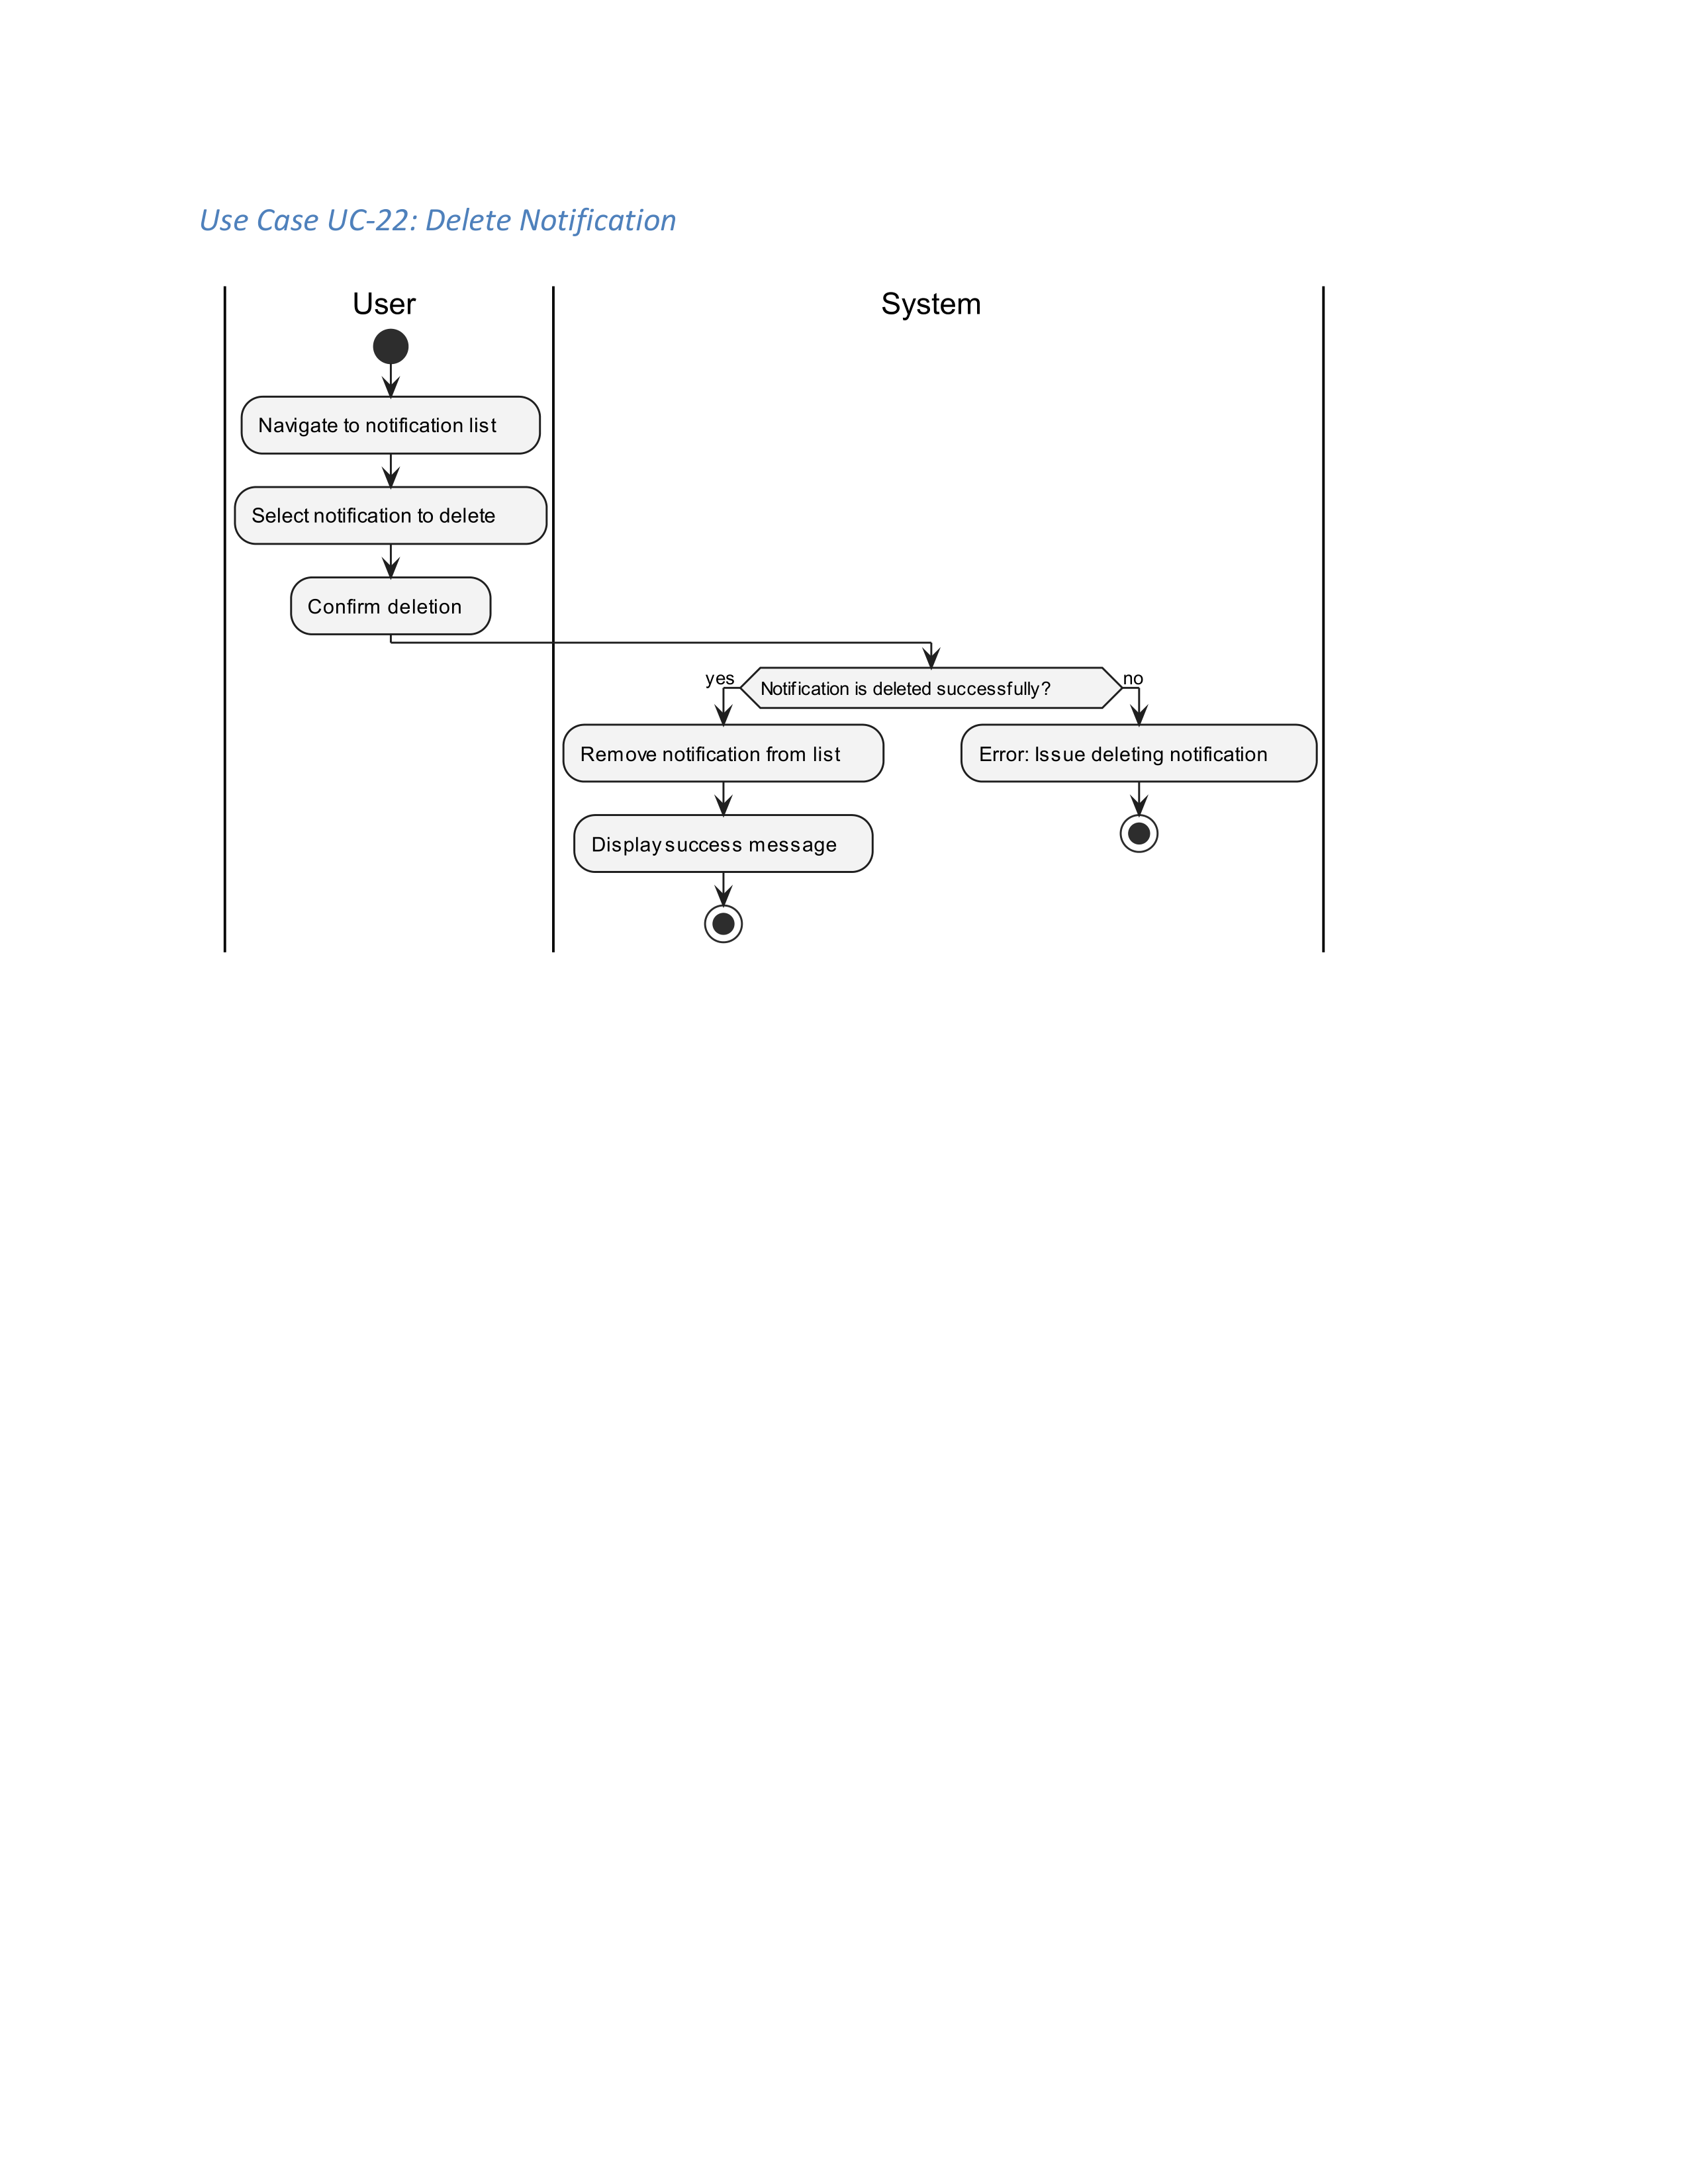 Use Case UC-22: Delete Notification
User
System
Navigate to notification list
Select notification to delete
Confirm deletion
yes
Notification is deleted successfully?
no
Remove notification from list
Error: Issue deleting notification
Display success message